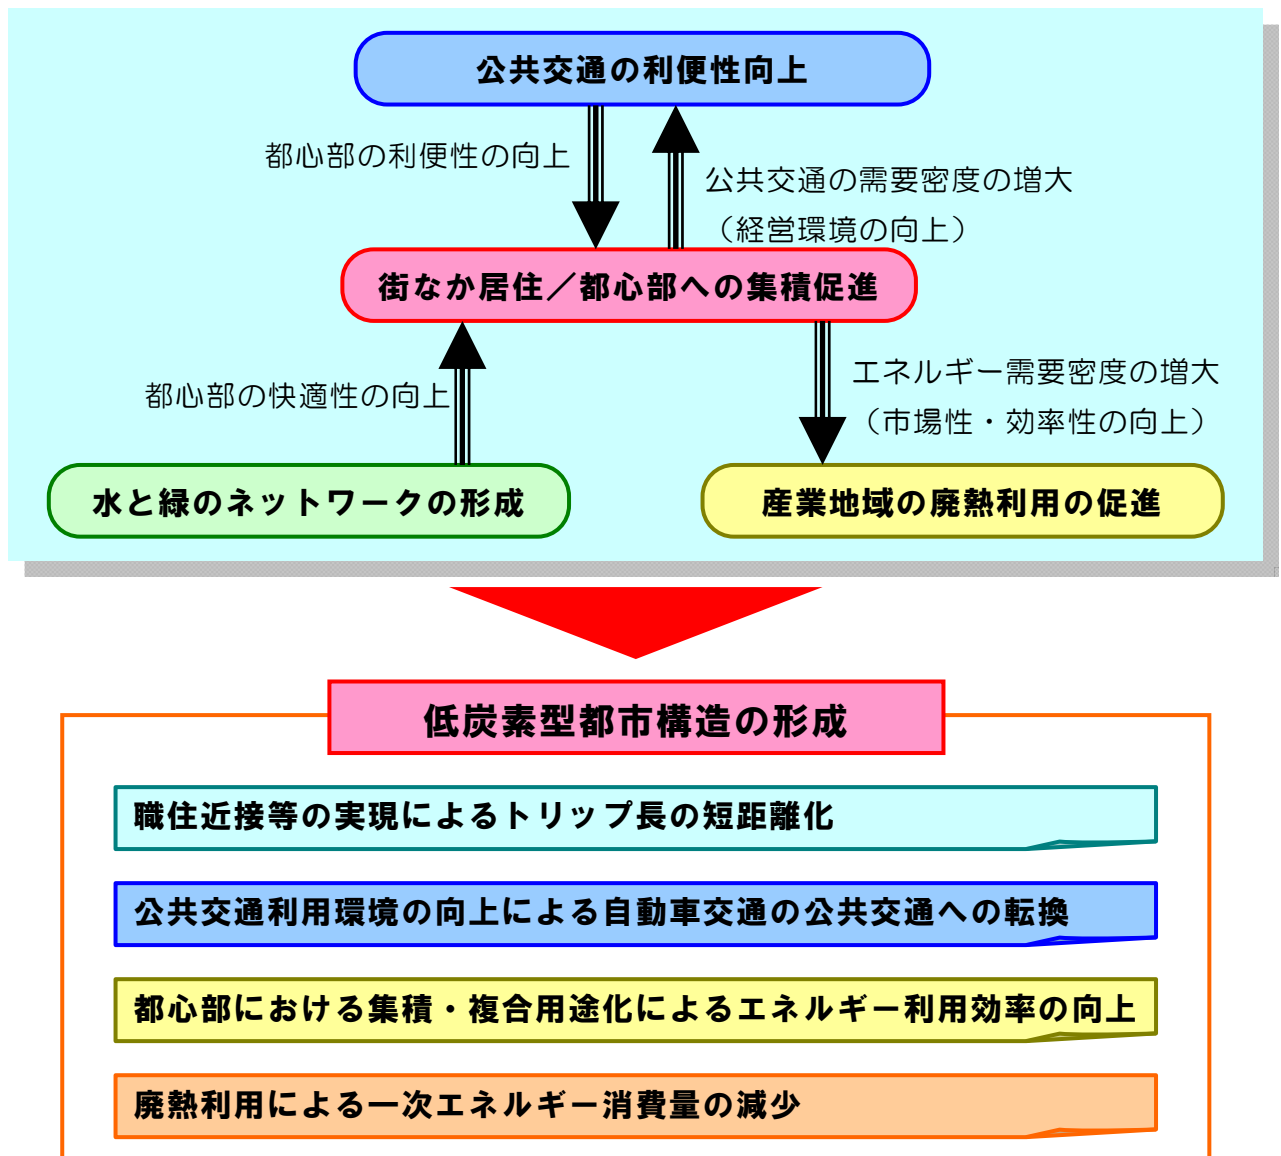 公共交通の利便性向上
都心部の利便性の向上
公共交通の需要密度の増大
（経営環境の向上）
街なか居住／都心部への集積促進
都心部の快適性の向上
エネルギー需要密度の増大
（市場性・効率性の向上）
水と緑のネットワークの形成
産業地域の廃熱利用の促進
低炭素型都市構造の形成
職住近接等の実現によるトリップ長の短距離化
公共交通利用環境の向上による自動車交通の公共交通への転換
都心部における集積・複合用途化によるエネルギー利用効率の向上
廃熱利用による一次エネルギー消費量の減少